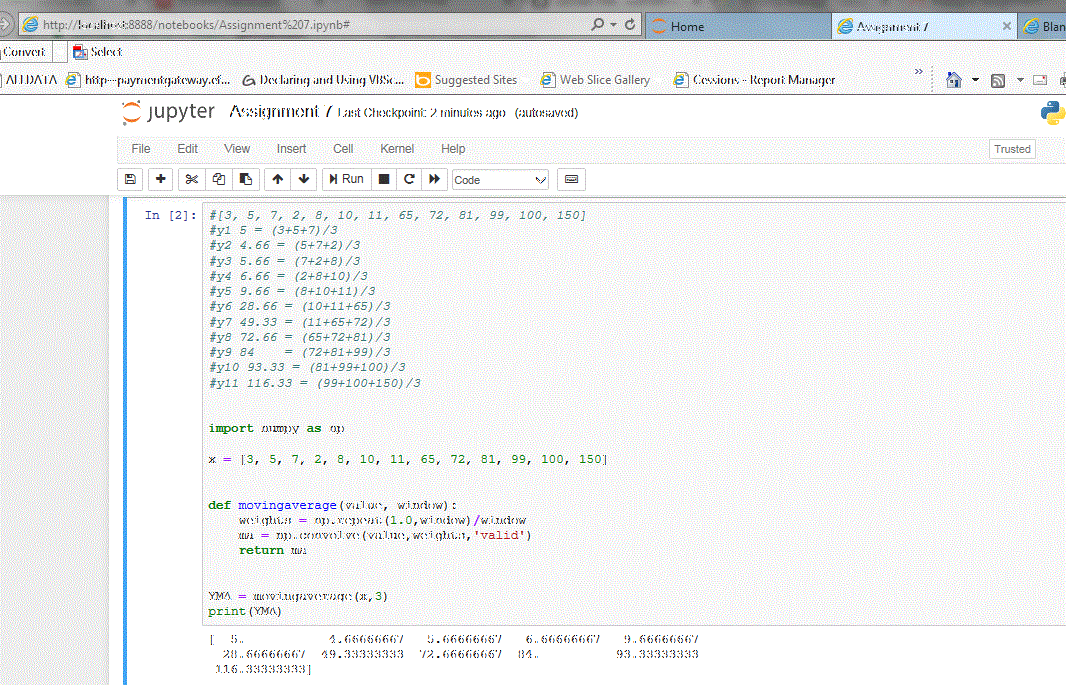 http://localhost:8888/notebooks/Assignment%207.ipynb#
Home
Assignment 7
Blan
Convert
Select
ALLDATA
http--paymentgateway.ef...
Declaring and Using VBSc...
Suggested Sites
Web Slice Gallery
Cessions - Report Manager
»
jupyter Assignment 7 Last Checkpoint: 2 minutes ago (autosaved)
File Edit View Insert Cell Kernel Help
Trusted
Run
Code
In [2]:
#[3, 5, 7, 2, 8, 10, 11, 65, 72, 81, 99, 100, 150]
#y1 5 = (3+5+7)/3
#y2 4.66 = (5+7+2)/3
#y3 5.66 = (7+2+8)/3
#y4 6.66 = (2+8+10)/3
#y5 9.66 = (8+10+11)/3
#y6 28.66 = (10+11+65)/3
#y7 49.33 = (11+65+72)/3
#y8 72.66 = (65+72+81)/3
#y9 84    = (72+81+99)/3
#y10 93.33 = (81+99+100)/3
#y11 116.33 = (99+100+150)/3
import numpy as np
x = [3, 5, 7, 2, 8, 10, 11, 65, 72, 81, 99, 100, 150]
def movingaverage(value, window):
    weights = np.repeat(1.0,window)/window
    ma = np.convolve(value,weights,'valid')
    return ma
YMA = movingaverage(x,3)
print(YMA)
[  5.           4.66666667   5.66666667   6.66666667   9.66666667
  28.66666667  49.33333333  72.66666667  84.          93.33333333
 116.33333333]